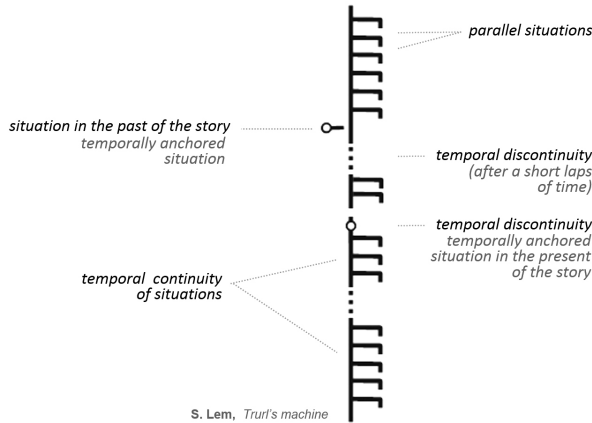 parallel situations
situation in the past of the story
temporally anchored
situation
temporal discontinuity
(after a short laps
of time)
temporal discontinuity
temporally anchored
situation in the present
of the story
temporal continuity
of situations
S. Lem, Trurl's machine